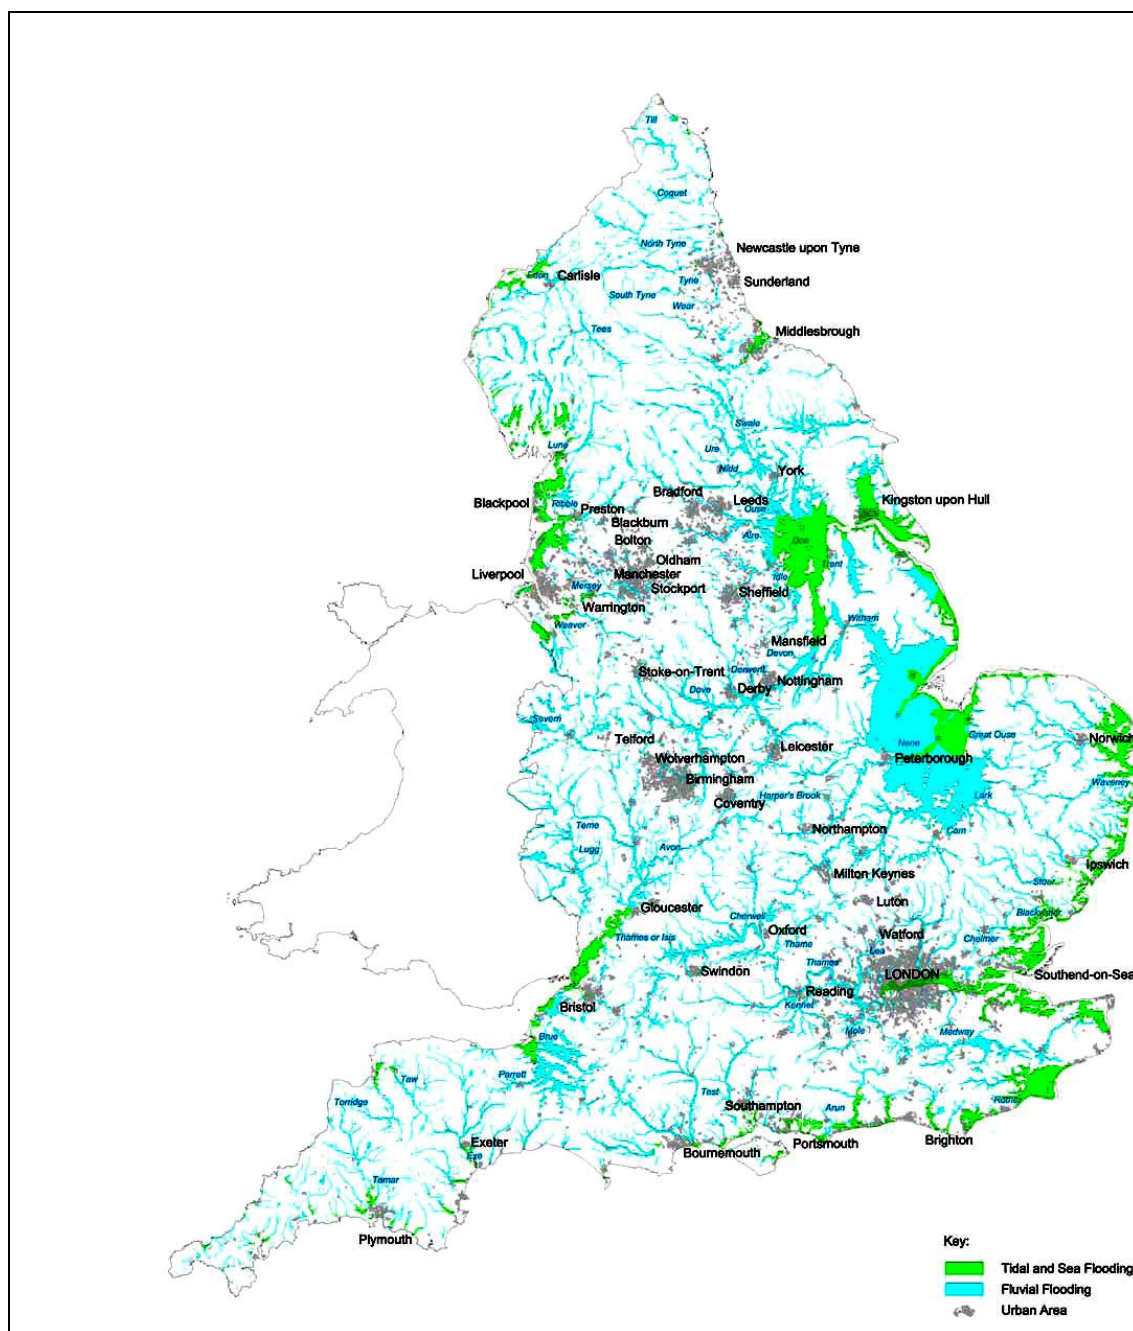 Till
Coquet
North Tyne
Newcastle upon Tyne
Eden
Carlisle
Tyne
Sunderland
South Tyne
Wear
Tees
Middlesbrough
Swale
Lune
Ure
Nidd
York
Bradford
Leeds
Kingston upon Hull
Blackpool
Ribble
Preston
Ouse
Blackburn
Aire
Bolton
Don
Oldham
Trent
Liverpool
Manchester
Idle
Mersey
Stockport
Sheffield
Warrington
Weaver
Witham
Mansfield
Devon
Stoke-on-Trent
Derwent
Nottingham
Dove
Derby
Severn
Telford
Leicester
Nene
Great Ouse
Norwich
Wolverhampton
Peterborough
Birmingham
Waveney
Coventry
Harper's Brook
Lark
Teme
Northampton
Cam
Lugg
Avon
Ipswich
Milton Keynes
Stour
Gloucester
Luton
Cherwell
Blackwater
Oxford
Watford
Thames or Isis
Chelmer
Thame
Lea
Thames
Swindon
LONDON
Southend-on-Sea
Reading
Bristol
Kennet
Mole
Medway
Brue
Parrett
Taw
Test
Torridge
Southampton
Arun
Rother
Exeter
Portsmouth
Brighton
Exe
Bournemouth
Tamar
Plymouth
Key:
Tidal and Sea Flooding
Fluvial Flooding
Urban Area